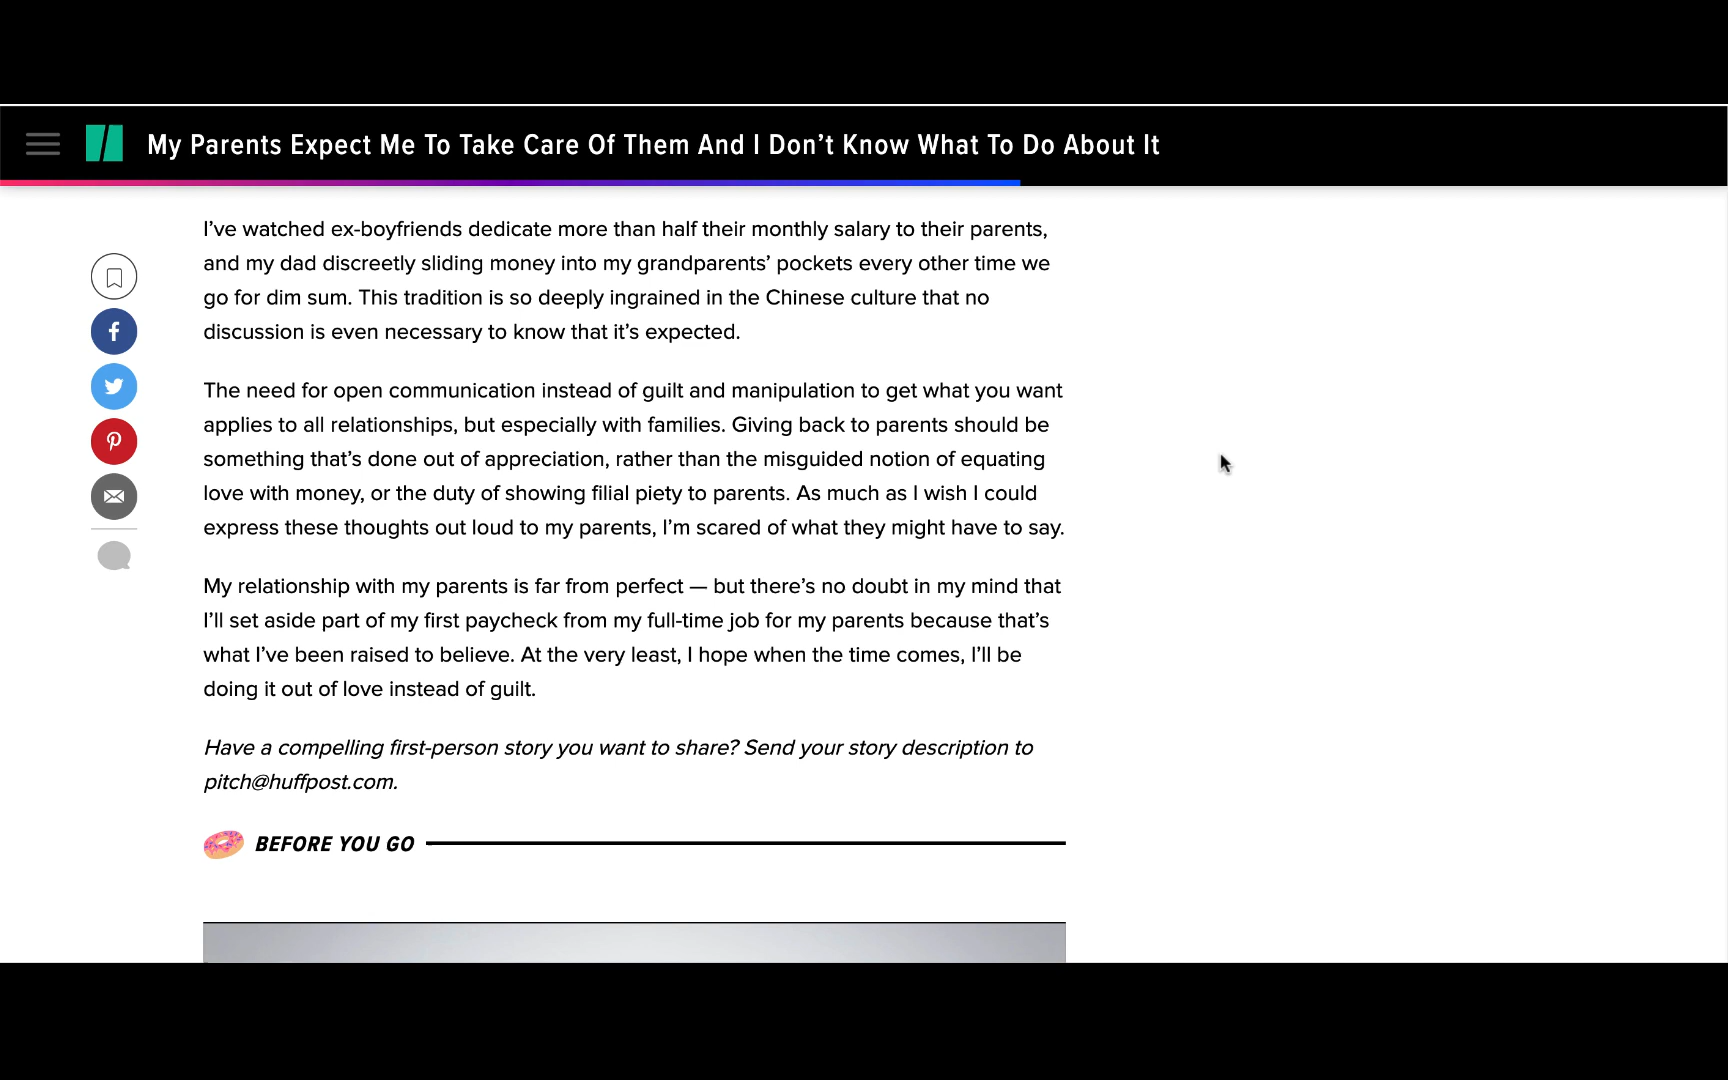 My Parents Expect Me To Take Care Of Them And I Don’t Know What To Do About It
I’ve watched ex-boyfriends dedicate more than half their monthly salary to their parents,
and my dad discreetly sliding money into my grandparents’ pockets every other time we
go for dim sum. This tradition is so deeply ingrained in the Chinese culture that no
discussion is even necessary to know that it’s expected.
The need for open communication instead of guilt and manipulation to get what you want
applies to all relationships, but especially with families. Giving back to parents should be
something that’s done out of appreciation, rather than the misguided notion of equating
love with money, or the duty of showing filial piety to parents. As much as I wish I could
express these thoughts out loud to my parents, I’m scared of what they might have to say.
My relationship with my parents is far from perfect — but there’s no doubt in my mind that
I’ll set aside part of my first paycheck from my full-time job for my parents because that’s
what I’ve been raised to believe. At the very least, I hope when the time comes, I’ll be
doing it out of love instead of guilt.
Have a compelling first-person story you want to share? Send your story description to
pitch@huffpost.com.
BEFORE YOU GO